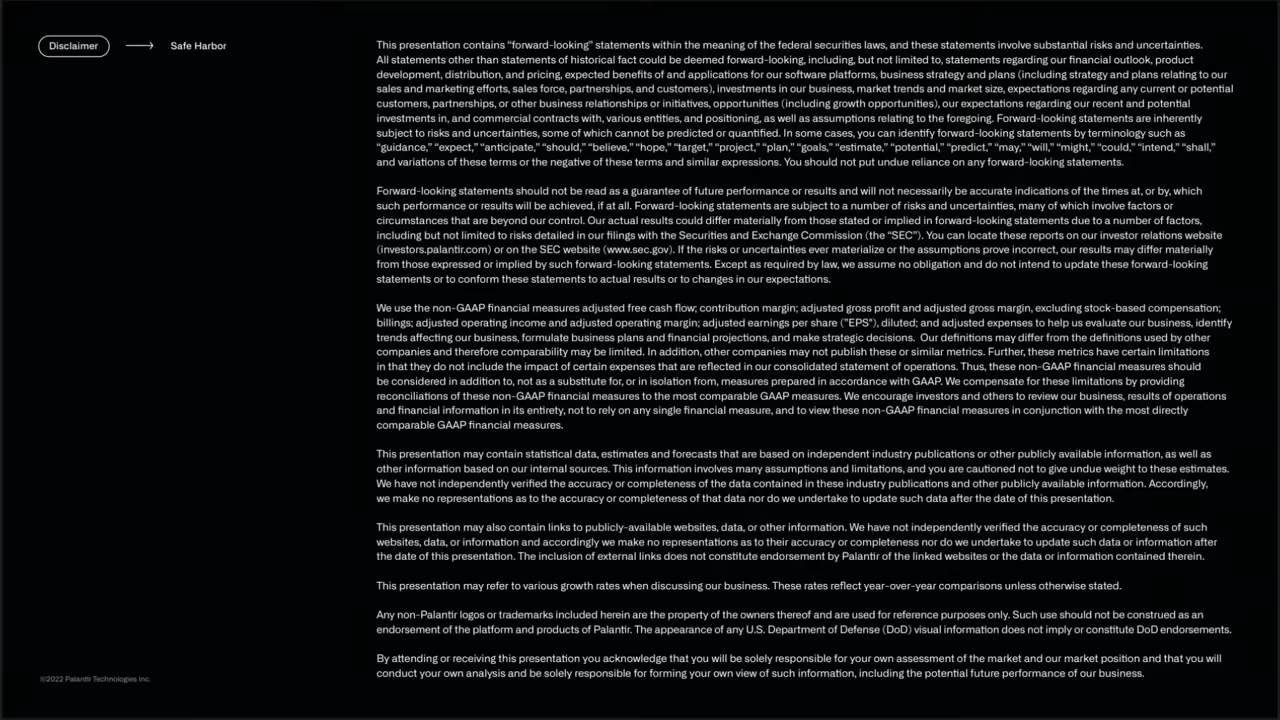 Disclaimer → Safe Harbor
This presentation contains “forward-looking” statements within the meaning of the federal securities laws, and these statements involve substantial risks and uncertainties.
All statements other than statements of historical fact could be deemed forward-looking, including, but not limited to, statements regarding our financial outlook, product
development, distribution, and pricing, expected benefits of and applications for our software platforms, business strategy and plans (including strategy and plans relating to our
sales and marketing efforts, sales force, partnerships, and customers), investments in our business, market trends and market size, expectations regarding any current or potential
customers, partnerships, or other business relationships or initiatives, opportunities (including growth opportunities), our expectations regarding our recent and potential
investments in, and commercial contracts with, various entities, and positioning, as well as assumptions relating to the foregoing. Forward-looking statements are inherently
subject to risks and uncertainties, some of which cannot be predicted or quantified. In some cases, you can identify forward-looking statements by terminology such as
“guidance,” “expect,” “anticipate,” “should,” “believe,” “hope,” “target,” “project,” “plan,” “goals,” “estimate,” “potential,” “predict,” “may,” “will,” “might,” “could,” “intend,” “shall,”
and variations of these terms or the negative of these terms and similar expressions. You should not put undue reliance on any forward-looking statements.
Forward-looking statements should not be read as a guarantee of future performance or results and will not necessarily be accurate indications of the times at, or by, which
such performance or results will be achieved, if at all. Forward-looking statements are subject to a number of risks and uncertainties, many of which involve factors or
circumstances that are beyond our control. Our actual results could differ materially from those stated or implied in forward-looking statements due to a number of factors,
including but not limited to risks detailed in our filings with the Securities and Exchange Commission (the “SEC”). You can locate these reports on our investor relations website
(investors.palantir.com) or on the SEC website (www.sec.gov). If the risks or uncertainties ever materialize or the assumptions prove incorrect, our results may differ materially
from those expressed or implied by such forward-looking statements. Except as required by law, we assume no obligation and do not intend to update these forward-looking
statements or to conform these statements to actual results or to changes in our expectations.
We use the non-GAAP financial measures adjusted free cash flow; contribution margin; adjusted gross profit and adjusted gross margin, excluding stock-based compensation;
billings; adjusted operating income and adjusted operating margin; adjusted earnings per share ("EPS"), diluted; and adjusted expenses to help us evaluate our business, identify
trends affecting our business, formulate business plans and financial projections, and make strategic decisions.  Our definitions may differ from the definitions used by other
companies and therefore comparability may be limited. In addition, other companies may not publish these or similar metrics. Further, these metrics have certain limitations
in that they do not include the impact of certain expenses that are reflected in our consolidated statement of operations. Thus, these non-GAAP financial measures should
be considered in addition to, not as a substitute for, or in isolation from, measures prepared in accordance with GAAP. We compensate for these limitations by providing
reconciliations of these non-GAAP financial measures to the most comparable GAAP measures. We encourage investors and others to review our business, results of operations
and financial information in its entirety, not to rely on any single financial measure, and to view these non-GAAP financial measures in conjunction with the most directly
comparable GAAP financial measures.
This presentation may contain statistical data, estimates and forecasts that are based on independent industry publications or other publicly available information, as well as
other information based on our internal sources. This information involves many assumptions and limitations, and you are cautioned not to give undue weight to these estimates.
We have not independently verified the accuracy or completeness of the data contained in these industry publications and other publicly available information. Accordingly,
we make no representations as to the accuracy or completeness of that data nor do we undertake to update such data after the date of this presentation.
This presentation may also contain links to publicly-available websites, data, or other information. We have not independently verified the accuracy or completeness of such
websites, data, or information and accordingly we make no representations as to their accuracy or completeness nor do we undertake to update such data or information after
the date of this presentation. The inclusion of external links does not constitute endorsement by Palantir of the linked websites or the data or information contained therein.
This presentation may refer to various growth rates when discussing our business. These rates reflect year-over-year comparisons unless otherwise stated.
Any non-Palantir logos or trademarks included herein are the property of the owners thereof and are used for reference purposes only. Such use should not be construed as an
endorsement of the platform and products of Palantir. The appearance of any U.S. Department of Defense (DoD) visual information does not imply or constitute DoD endorsements.
By attending or receiving this presentation you acknowledge that you will be solely responsible for your own assessment of the market and our market position and that you will
conduct your own analysis and be solely responsible for forming your own view of such information, including the potential future performance of our business.
©2022 Palantir Technologies Inc.